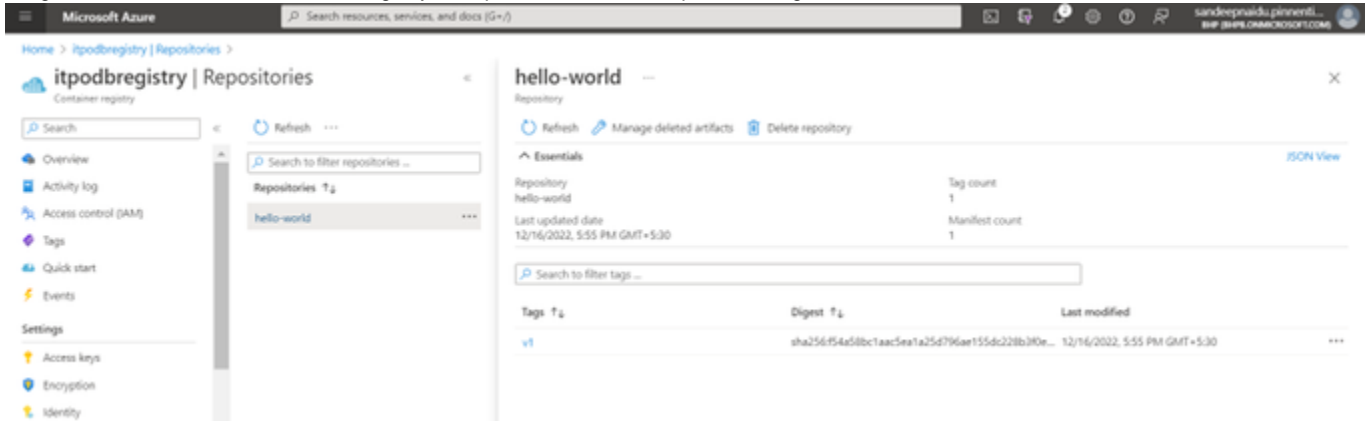 Microsoft Azure
Search resources, services, and docs (G+/)
sandeepnaidu.pinnenti...
BHP (BHPB.ONMICROSOFT.COM)
Home > itpodbregistry | Repositories >
itpodbregistry | Repositories
Container registry
Search
Overview
Activity log
Access control (IAM)
Tags
Quick start
Events
Settings
Access keys
Encryption
Identity
Refresh
Search to filter repositories ...
Repositories ↑↓
hello-world
hello-world
Repository
Refresh Manage deleted artifacts Delete repository
Essentials
JSON View
Repository
hello-world
Tag count
1
Last updated date
12/16/2022, 5:55 PM GMT+5:30
Manifest count
1
Search to filter tags ...
Tags ↑↓ Digest ↑↓ Last modified
v1 12/16/2022, 5:55 PM GMT+5:30